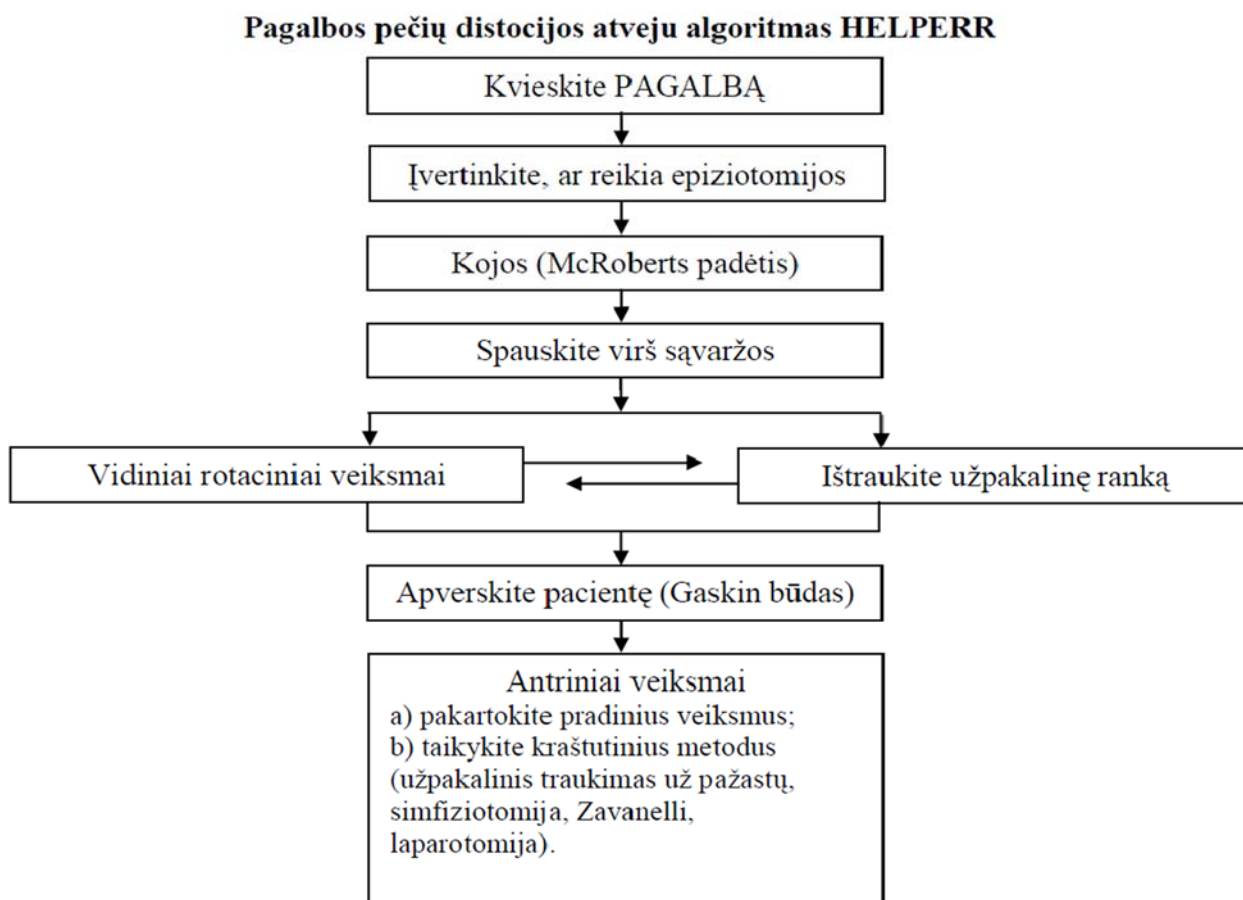 Pagalbos pečių distocijos atveju algoritmas HELPERR
Kvieskite PAGALBĄ
Įvertinkite, ar reikia epiziotomijos
Kojos (McRoberts padėtis)
Spauskite virš sąvaržos
Vidiniai rotaciniai veiksmai
Ištraukite užpakalinę ranką
Apverskite pacientę (Gaskin būdas)
Antriniai veiksmai
a) pakartokite pradinius veiksmus;
b) taikykite kraštutinius metodus
(užpakalinis traukimas už pažastų,
simfiziotomija, Zavanelli,
laparotomija).